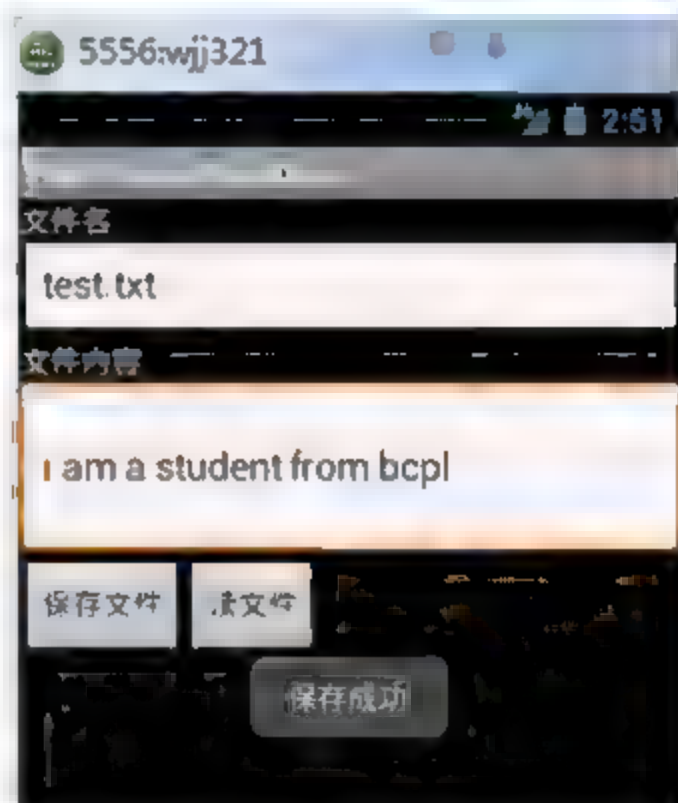 5556:wjj321
2:51
文件名
test.txt
文件内容
i am a student from bcpl
保存文件 读文件
保存成功